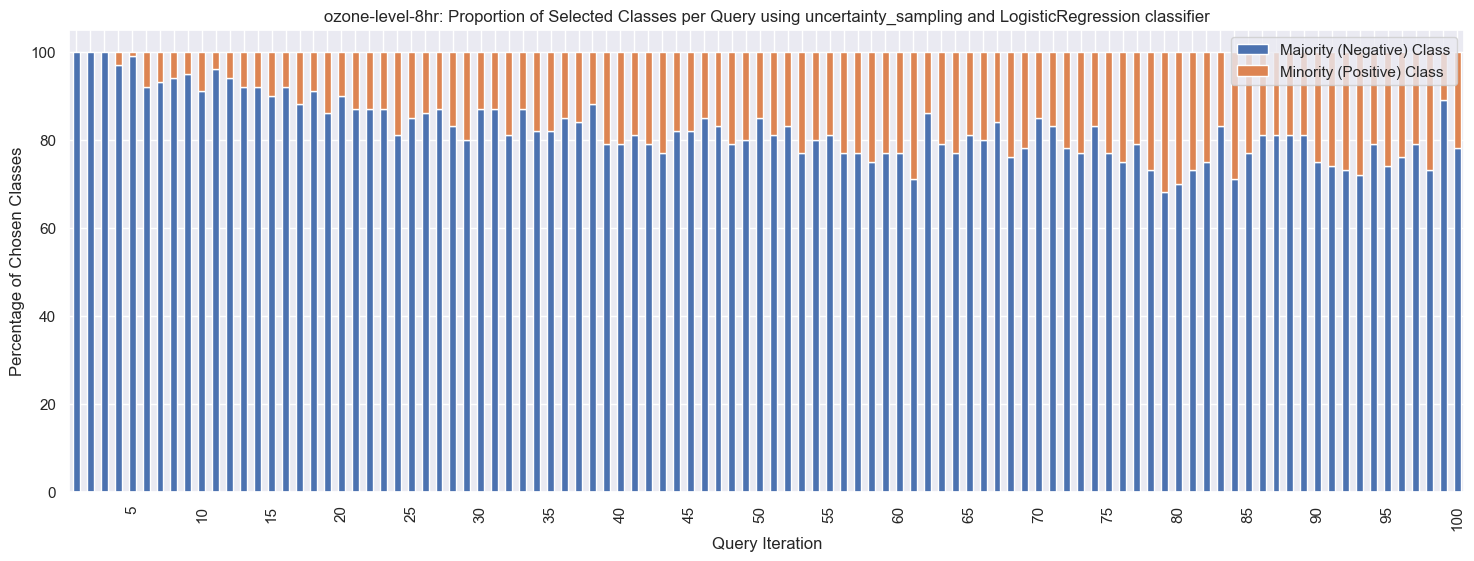 ozone-level-8hr: Proportion of Selected Classes per Query using uncertainty_sampling and LogisticRegression classifier
Majority (Negative) Class
Minority (Positive) Class
Percentage of Chosen Classes
100
80
60
40
20
0
5 10 15 20 25 30 35 40 45 50 55 60 65 70 75 80 85 90 95 100
Query Iteration